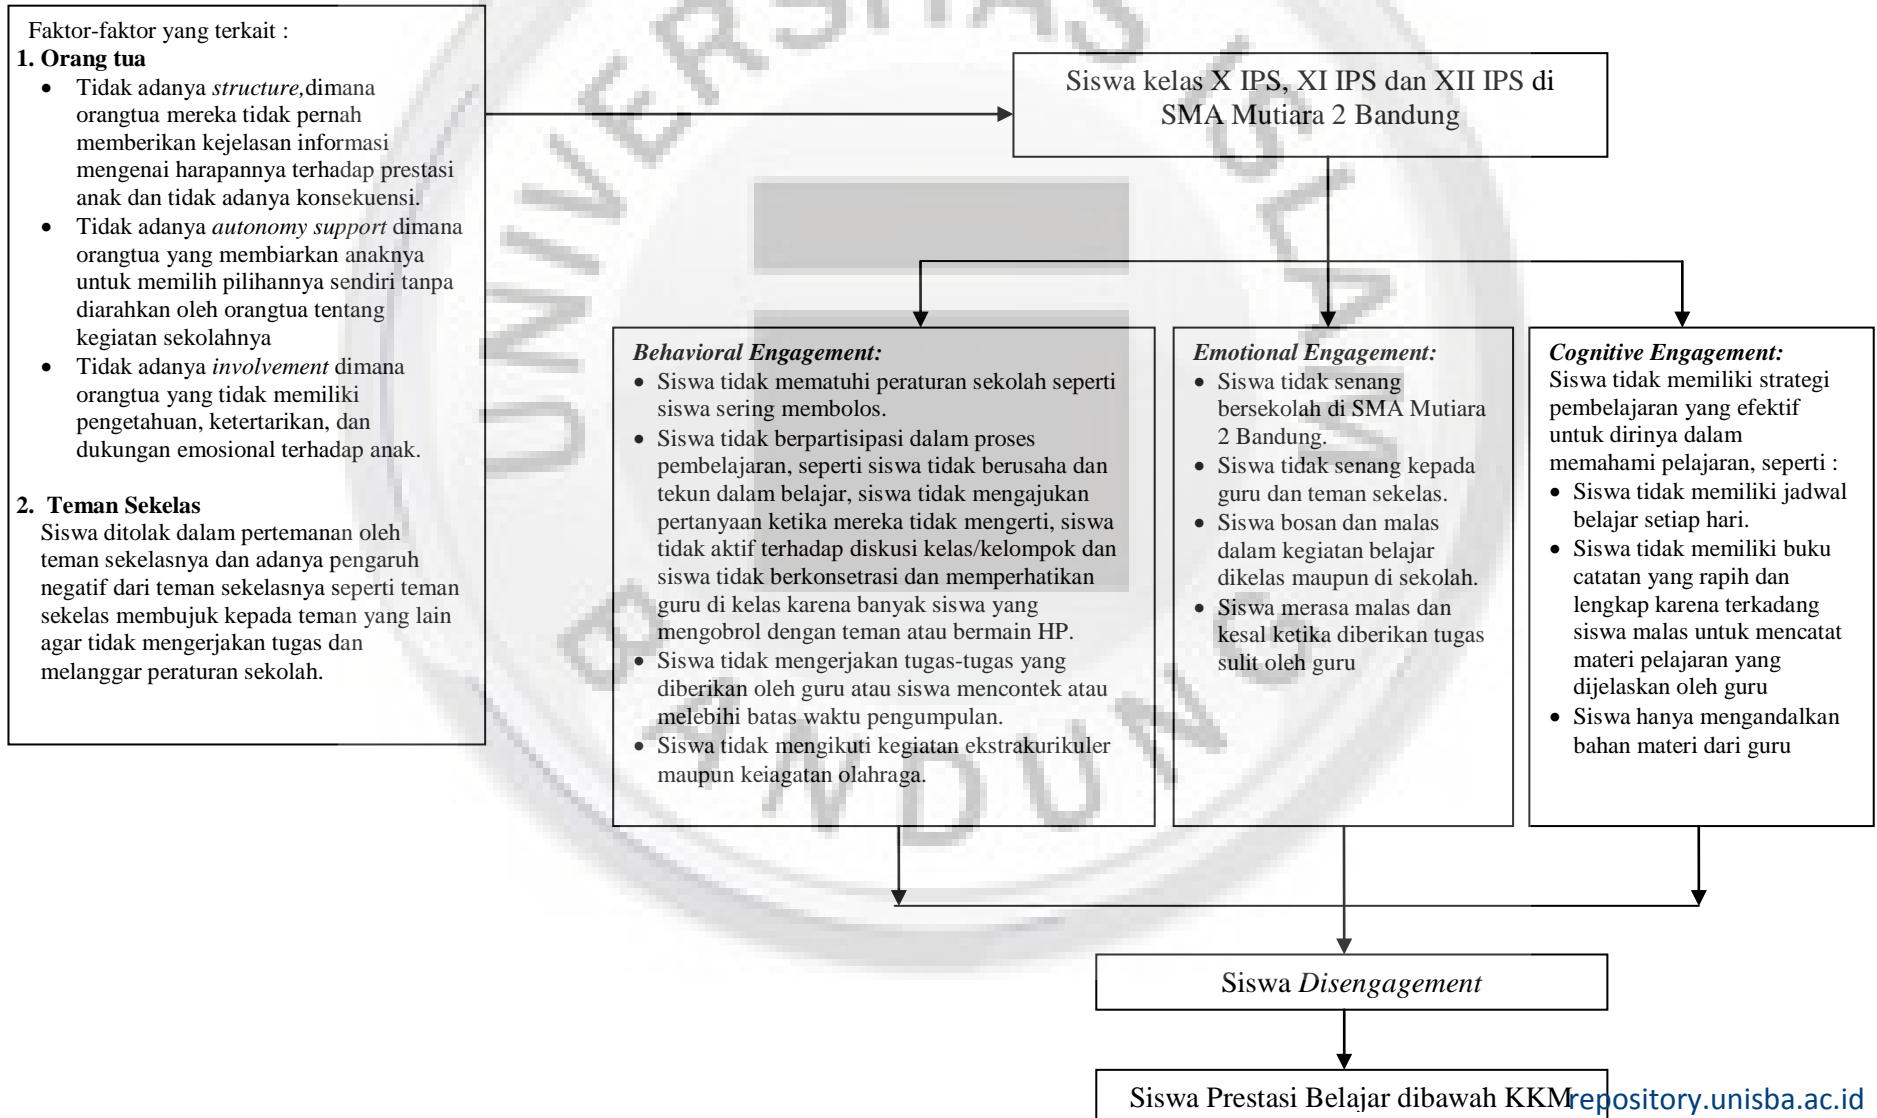 Faktor-faktor yang terkait :
1. Orang tua
• Tidak adanya structure,dimana
orangtua mereka tidak pernah
memberikan kejelasan informasi
mengenai harapannya terhadap prestasi
anak dan tidak adanya konsekuensi.
• Tidak adanya autonomy support dimana
orangtua yang membiarkan anaknya
untuk memilih pilihannya sendiri tanpa
diarahkan oleh orangtua tentang
kegiatan sekolahnya
• Tidak adanya involvement dimana
orangtua yang tidak memiliki
pengetahuan, ketertarikan, dan
dukungan emosional terhadap anak.
2. Teman Sekelas
Siswa ditolak dalam pertemanan oleh
teman sekelasnya dan adanya pengaruh
negatif dari teman sekelasnya seperti teman
sekelas membujuk kepada teman yang lain
agar tidak mengerjakan tugas dan
melanggar peraturan sekolah.
Siswa kelas X IPS, XI IPS dan XII IPS di
SMA Mutiara 2 Bandung
Behavioral Engagement:
• Siswa tidak mematuhi peraturan sekolah seperti
siswa sering membolos.
• Siswa tidak berpartisipasi dalam proses
pembelajaran, seperti siswa tidak berusaha dan
tekun dalam belajar, siswa tidak mengajukan
pertanyaan ketika mereka tidak mengerti, siswa
tidak aktif terhadap diskusi kelas/kelompok dan
siswa tidak berkonsetrasi dan memperhatikan
guru di kelas karena banyak siswa yang
mengobrol dengan teman atau bermain HP.
• Siswa tidak mengerjakan tugas-tugas yang
diberikan oleh guru atau siswa mencontek atau
melebihi batas waktu pengumpulan.
• Siswa tidak mengikuti kegiatan ekstrakurikuler
maupun keiagatan olahraga.
Emotional Engagement:
• Siswa tidak senang
bersekolah di SMA Mutiara
2 Bandung.
• Siswa tidak senang kepada
guru dan teman sekelas.
• Siswa bosan dan malas
dalam kegiatan belajar
dikelas maupun di sekolah.
• Siswa merasa malas dan
kesal ketika diberikan tugas
sulit oleh guru
Cognitive Engagement:
Siswa tidak memiliki strategi
pembelajaran yang efektif
untuk dirinya dalam
memahami pelajaran, seperti :
• Siswa tidak memiliki jadwal
belajar setiap hari.
• Siswa tidak memiliki buku
catatan yang rapih dan
lengkap karena terkadang
siswa malas untuk mencatat
materi pelajaran yang
dijelaskan oleh guru
• Siswa hanya mengandalkan
bahan materi dari guru
Siswa Disengagement
Siswa Prestasi Belajar dibawah KKM
repository.unisba.ac.id
UNIVERSITAS ISLAM
BANDUNG